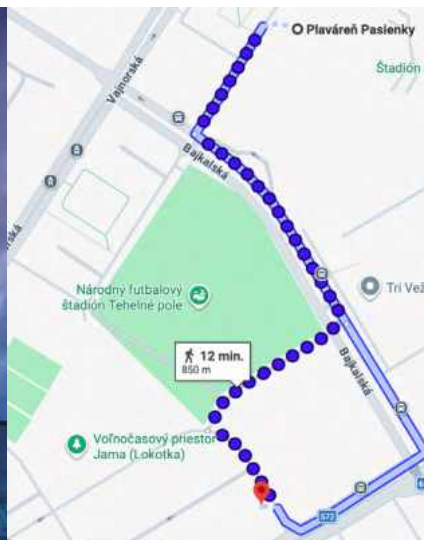 Plaváreň Pasienky
Štadión
Vajnorská
Bajkalská
Národný futbalový
štadión Tehelné pole
Tri Vež
12 min.
850 m
Bajkalská
Voľnočasový priestor
Jama (Lokotka)
572